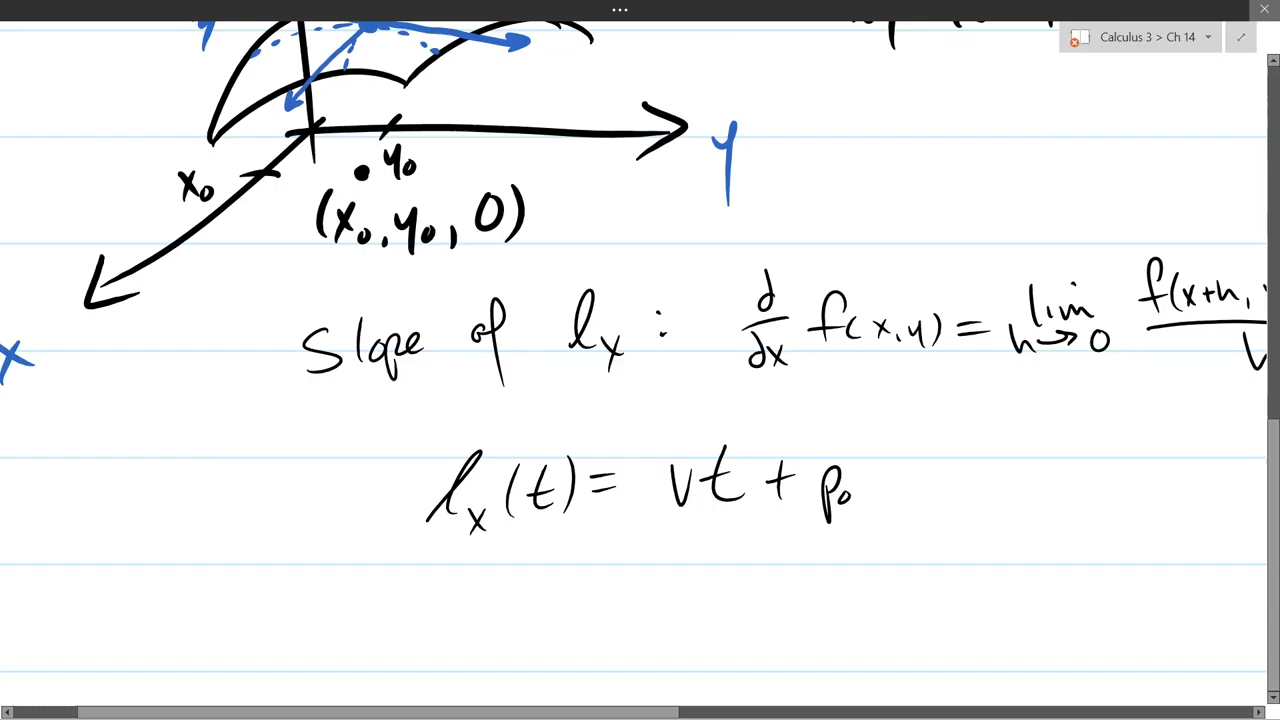 Calculus 3 > Ch 14
y
x₀
y₀
(x₀, y₀, 0)
x
slope of lₓ : d/dx f(x,y) = lim h→0 f(x+h,
lₓ(t) = vt + p₀